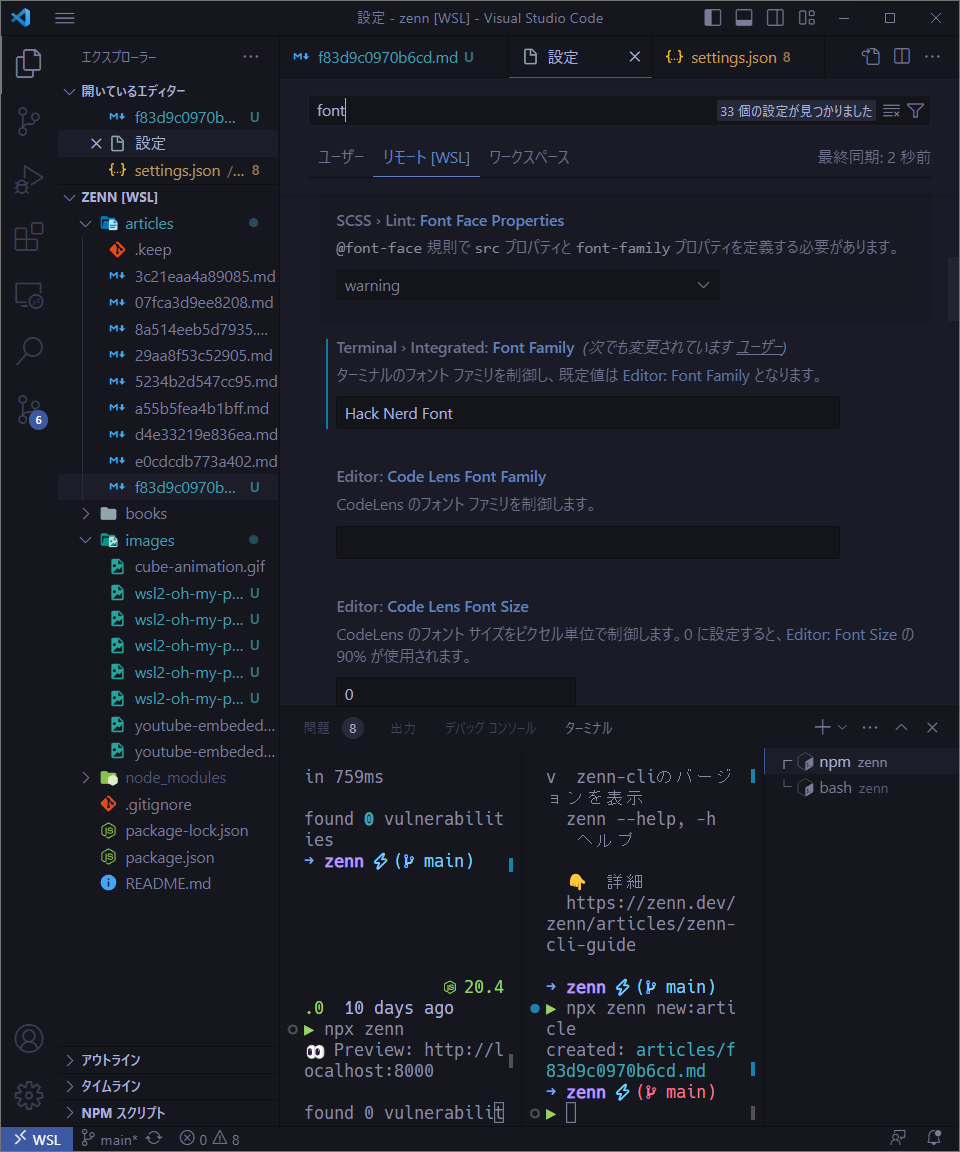 設定 - zenn [WSL] - Visual Studio Code
エクスプローラー
開いているエディター
f83d9c0970b... U
設定
settings.json /... 8
ZENN [WSL]
articles
.keep
3c21eaa4a89085.md
07fca3d9ee8208.md
8a514eeb5d7935....
29aa8f53c52905.md
5234b2d547cc95.md
a55b5fea4b1bff.md
d4e33219e836ea.md
e0cdcdb773a402.md
f83d9c0970b... U
books
images
cube-animation.gif
wsl2-oh-my-p... U
wsl2-oh-my-p... U
wsl2-oh-my-p... U
wsl2-oh-my-p... U
wsl2-oh-my-p... U
youtube-embeded...
youtube-embeded...
node_modules
.gitignore
package-lock.json
package.json
README.md
アウトライン
タイムライン
NPM スクリプト
6
f83d9c0970b6cd.md U
設定
settings.json 8
font
33 個の設定が見つかりました
ユーザー リモート [WSL] ワークスペース
最終同期: 2 秒前
SCSS › Lint: Font Face Properties
@font-face 規則で src プロパティと font-family プロパティを定義する必要があります。
warning
Terminal › Integrated: Font Family (次でも変更されています ユーザー)
ターミナルのフォント ファミリを制御し、既定値は Editor: Font Family となります。
Hack Nerd Font
Editor: Code Lens Font Family
CodeLens のフォント ファミリを制御します。
Editor: Code Lens Font Size
CodeLens のフォント サイズをピクセル単位で制御します。0 に設定すると、Editor: Font Size の
90% が使用されます。
0
問題 8 出力 デバッグ コンソール ターミナル
in 759ms
found 0 vulnerabilit
ies
➜ zenn ⚡( main)
20.4
.0 10 days ago
▶ npx zenn
👀 Preview: http://l
ocalhost:8000
found 0 vulnerabilit
v zenn-cliのバージ
ョンを表示
zenn --help, -h
ヘルプ
👇 詳細
https://zenn.dev/
zenn/articles/zenn-
cli-guide
➜ zenn ⚡( main)
▶ npx zenn new:arti
cle
created: articles/f
83d9c0970b6cd.md
➜ zenn ⚡( main)
▶
npm zenn
bash zenn
WSL main* 0 8